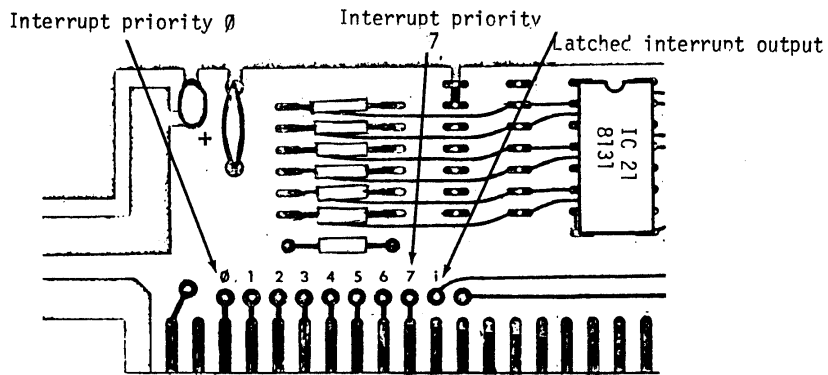 Interrupt priority Ø
Interrupt priority
7
Latched interrupt output
+
IC 21
8131
Ø 1 2 3 4 5 6 7 i